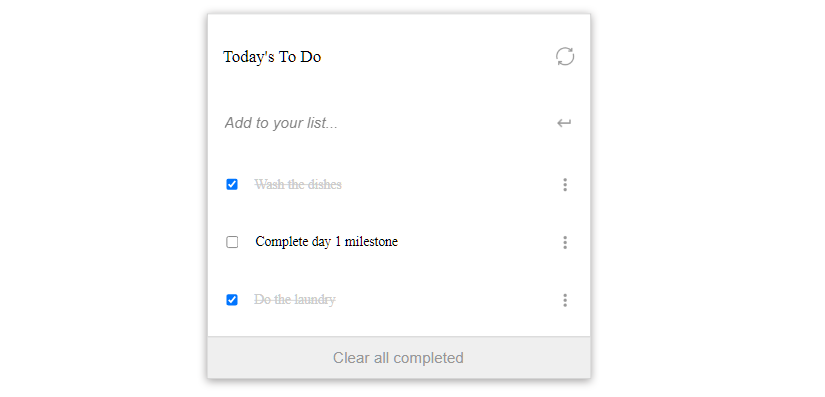 Today's To Do
Add to your list...
Wash the dishes
Complete day 1 milestone
Do the laundry
Clear all completed